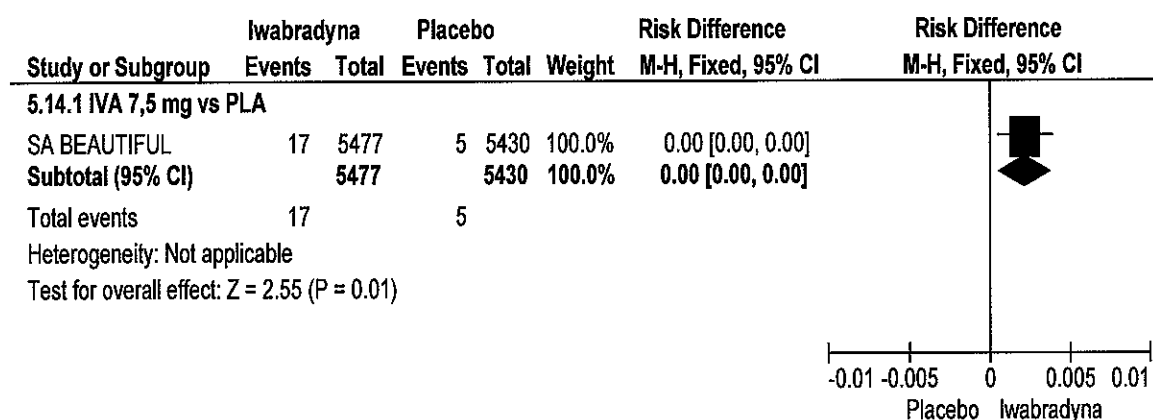 Iwabradyna Placebo Risk Difference Risk Difference
Study or Subgroup Events Total Events Total Weight M-H, Fixed, 95% CI M-H, Fixed, 95% CI
5.14.1 IVA 7,5 mg vs PLA
SA BEAUTIFUL 17 5477 5 5430 100.0% 0.00 [0.00, 0.00]
Subtotal (95% CI) 5477 5430 100.0% 0.00 [0.00, 0.00]
Total events 17 5
Heterogeneity: Not applicable
Test for overall effect: Z = 2.55 (P = 0.01)
-0.01 -0.005 0 0.005 0.01
Placebo Iwabradyna